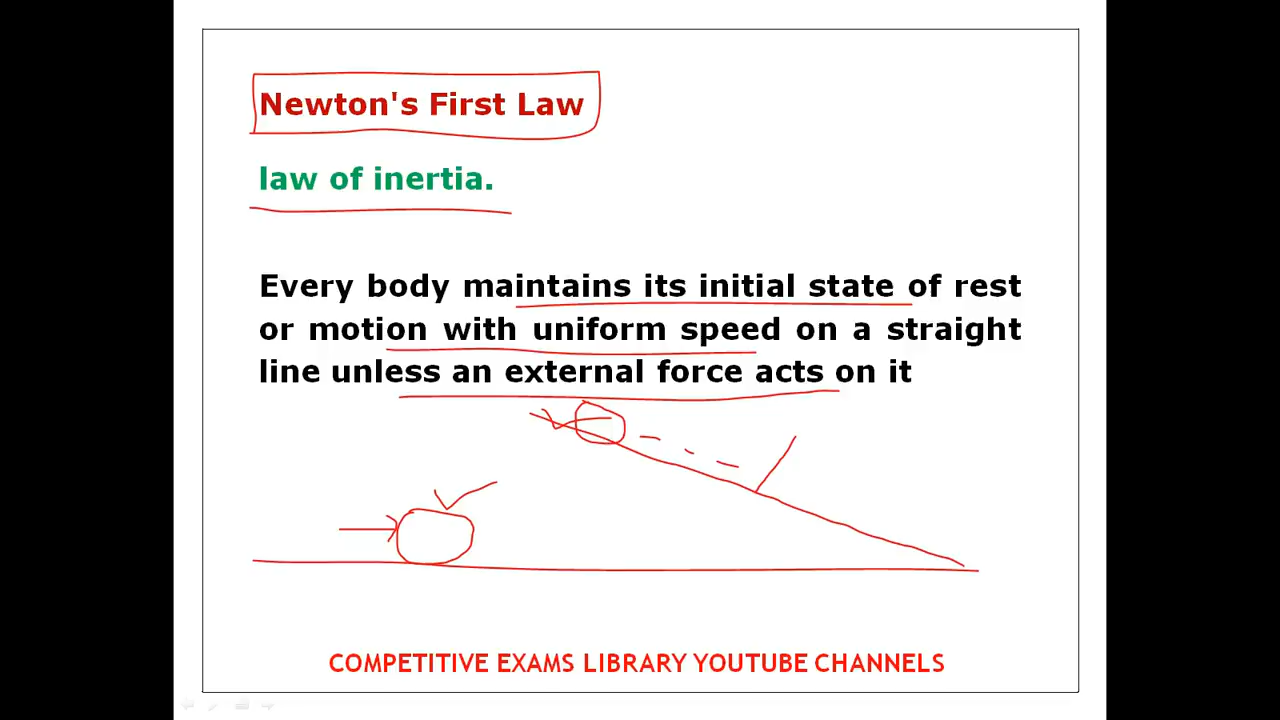 Newton's First Law
law of inertia.
Every body maintains its initial state of rest
or motion with uniform speed on a straight
line unless an external force acts on it
COMPETITIVE EXAMS LIBRARY YOUTUBE CHANNELS